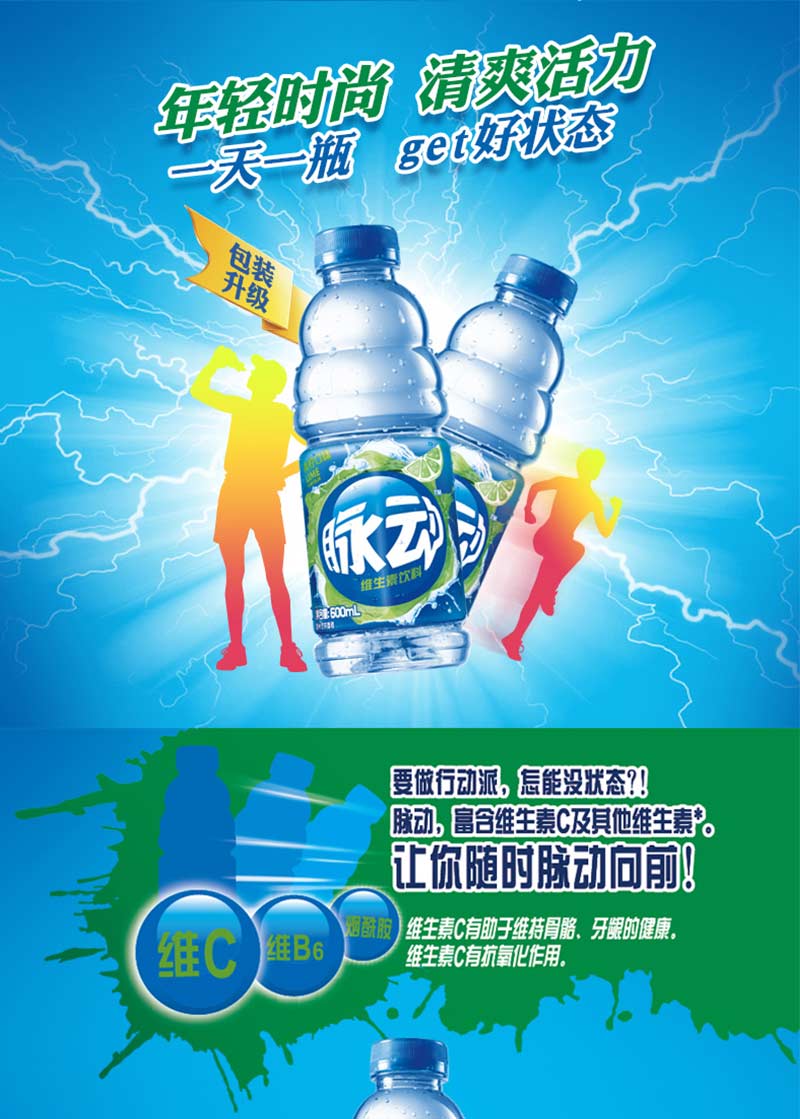 年轻时尚 清爽活力
一天一瓶 get好状态
包装
升级
LIME
脉动
维生素饮料
600mL
要做行动派，怎能没状态?!
脉动，富含维生素C及其他维生素*。
让你随时脉动向前！
维C
维B6
烟酰胺
维生素C有助于维持骨骼、牙龈的健康。
维生素C有抗氧化作用。